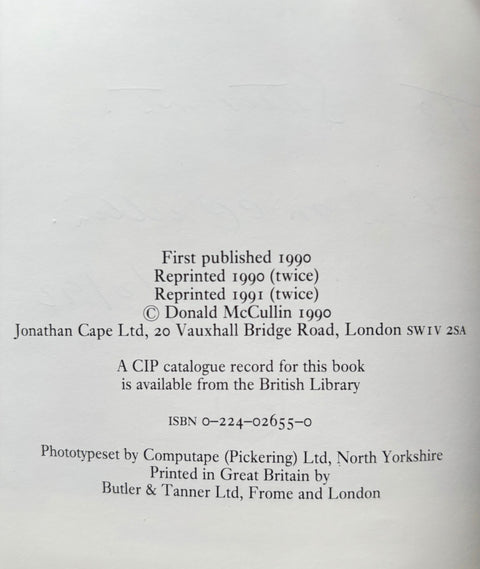 First published 1990
Reprinted 1990 (twice)
Reprinted 1991 (twice)
© Donald McCullin 1990
Jonathan Cape Ltd, 20 Vauxhall Bridge Road, London SW1V 2SA
A CIP catalogue record for this book
is available from the British Library
ISBN 0–224–02655–0
Phototypeset by Computape (Pickering) Ltd, North Yorkshire
Printed in Great Britain by
Butler & Tanner Ltd, Frome and London